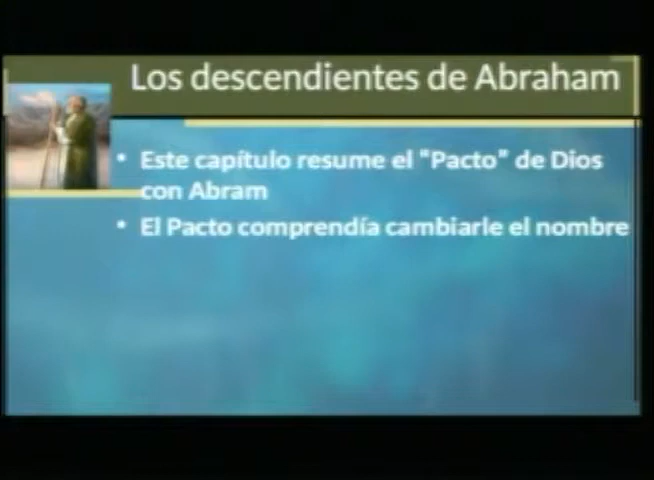 Los descendientes de Abraham
• Este capítulo resume el "Pacto" de Dios
con Abram
• El Pacto comprendía cambiarle el nombre